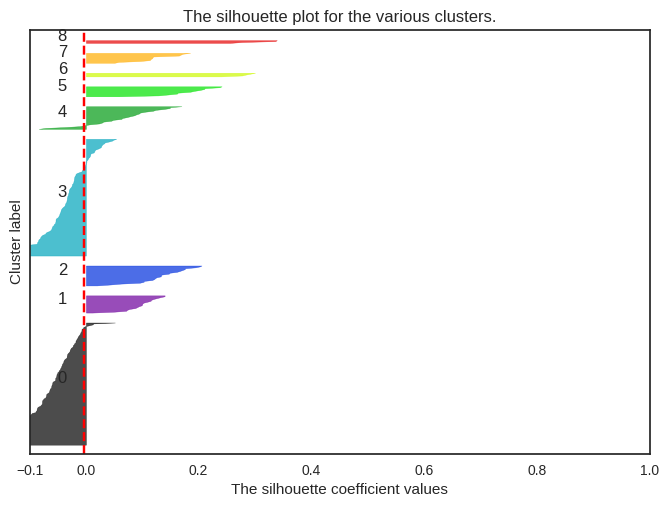 The silhouette plot for the various clusters.
8
7
6
5
4
3
2
1
0
Cluster label
−0.1 0.0 0.2 0.4 0.6 0.8 1.0
The silhouette coefficient values